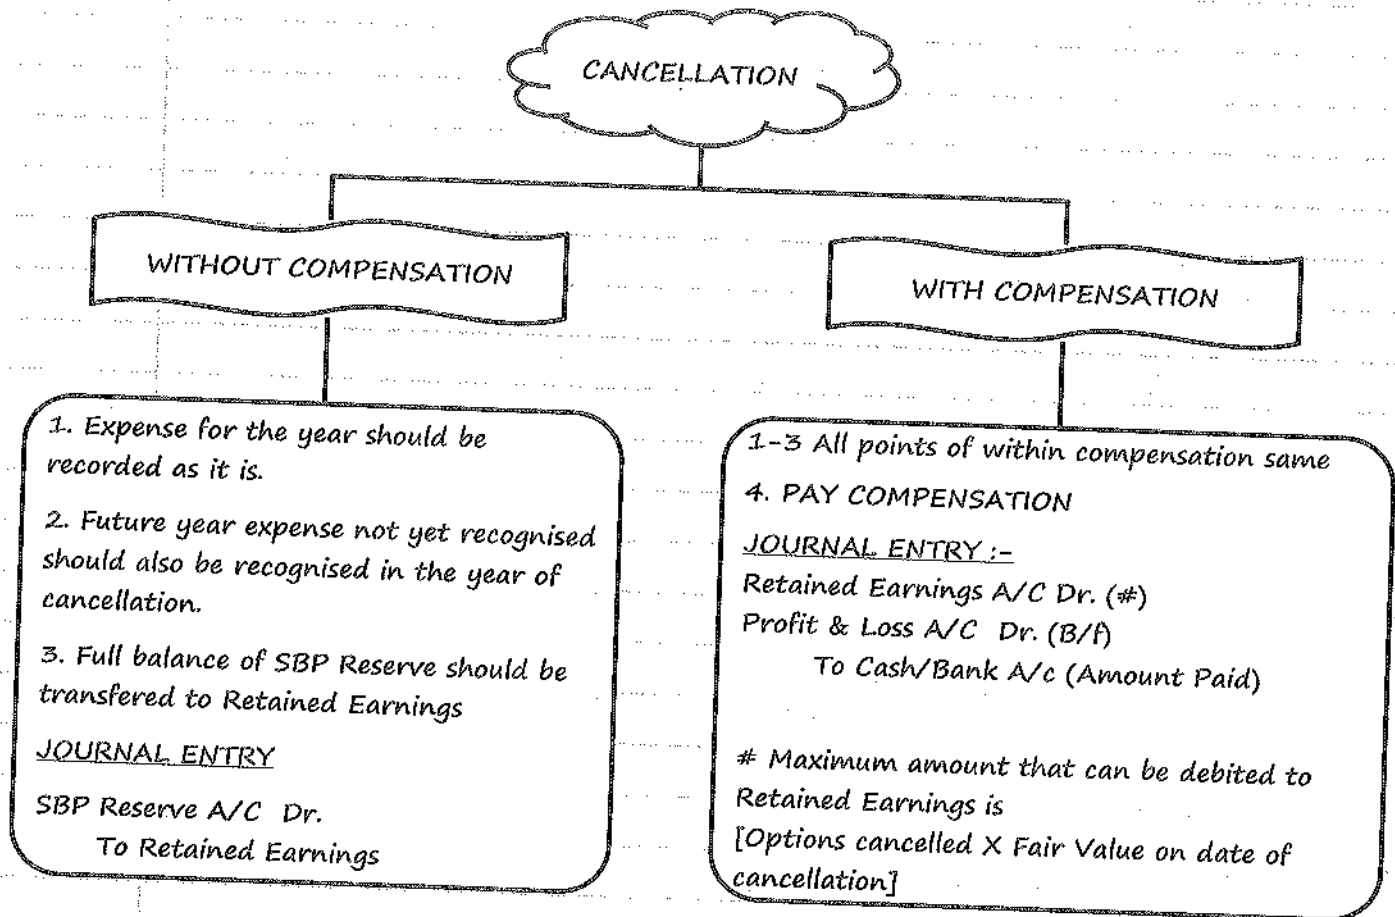 CANCELLATION
WITHOUT COMPENSATION
1. Expense for the year should be
recorded as it is.
2. Future year expense not yet recognised
should also be recognised in the year of
cancellation.
3. Full balance of SBP Reserve should be
transfered to Retained Earnings
JOURNAL ENTRY
SBP Reserve A/C Dr.
To Retained Earnings
WITH COMPENSATION
1-3 All points of within compensation same
4. PAY COMPENSATION
JOURNAL ENTRY :-
Retained Earnings A/C Dr. (#)
Profit & Loss A/C Dr. (B/f)
To Cash/Bank A/c (Amount Paid)
# Maximum amount that can be debited to
Retained Earnings is
[Options cancelled X Fair Value on date of
cancellation]